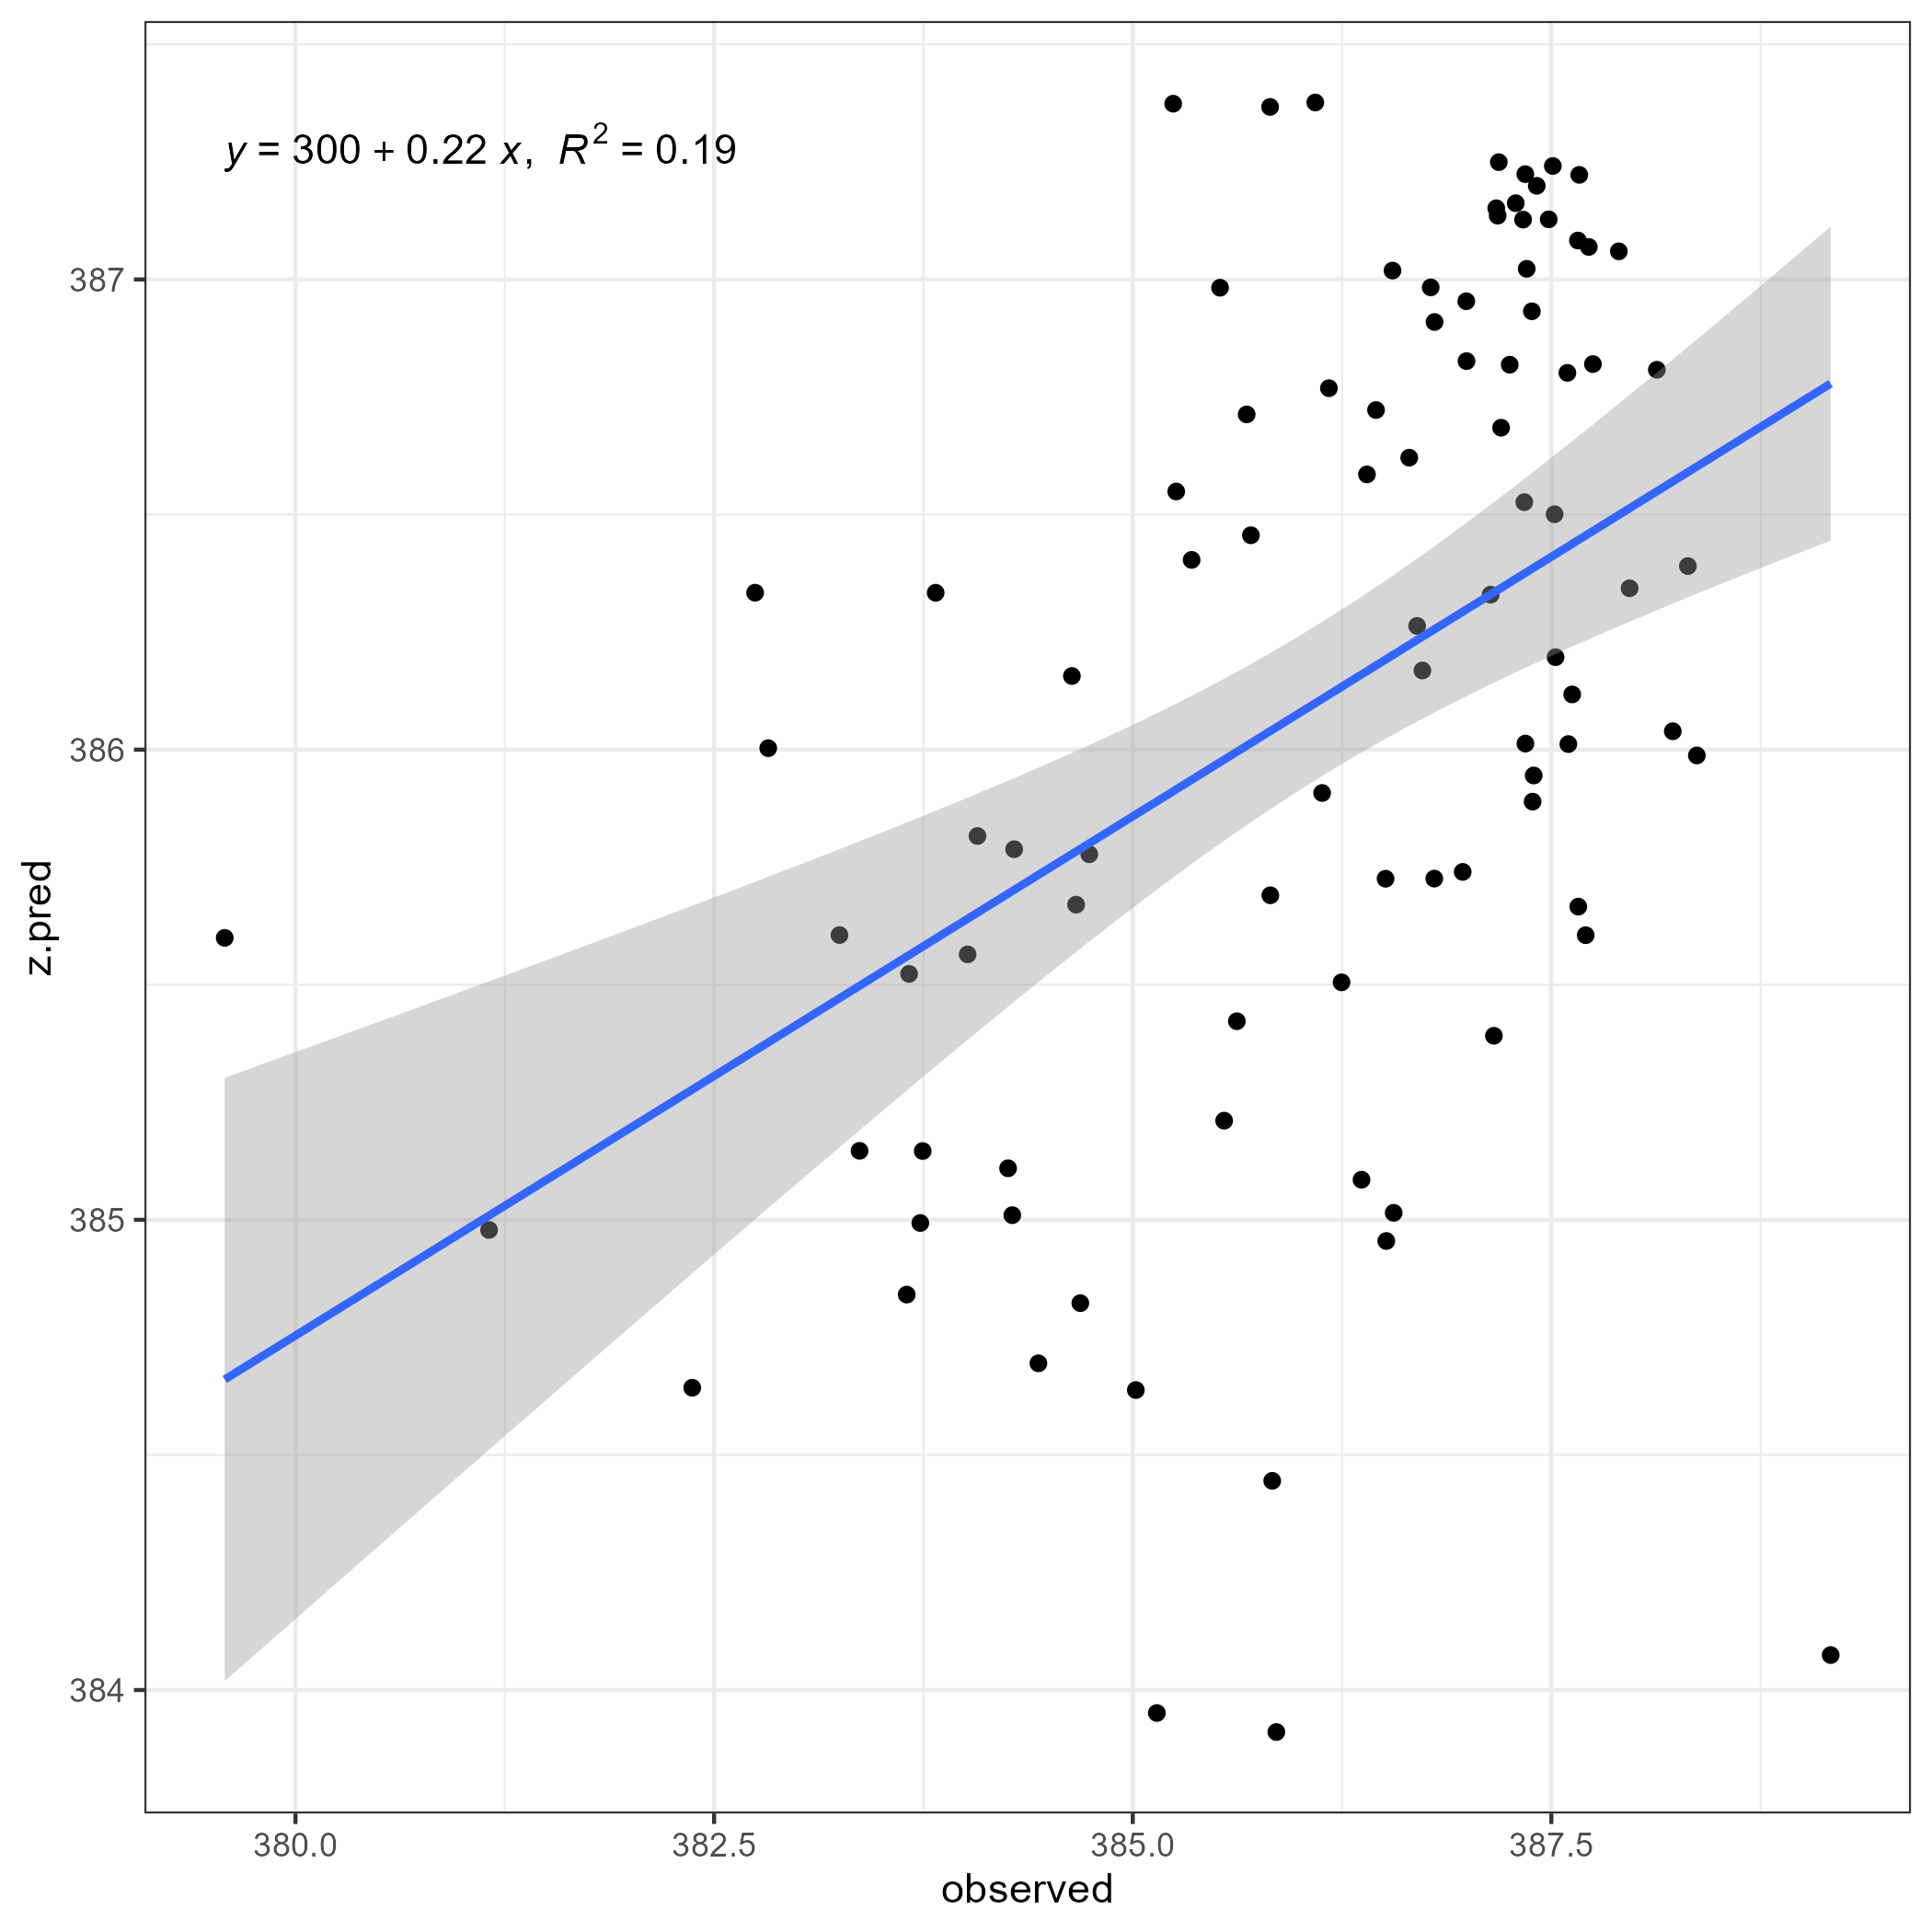 y = 300 + 0.22 x, R² = 0.19
387
386
385
384
z.pred
380.0 382.5 385.0 387.5
observed